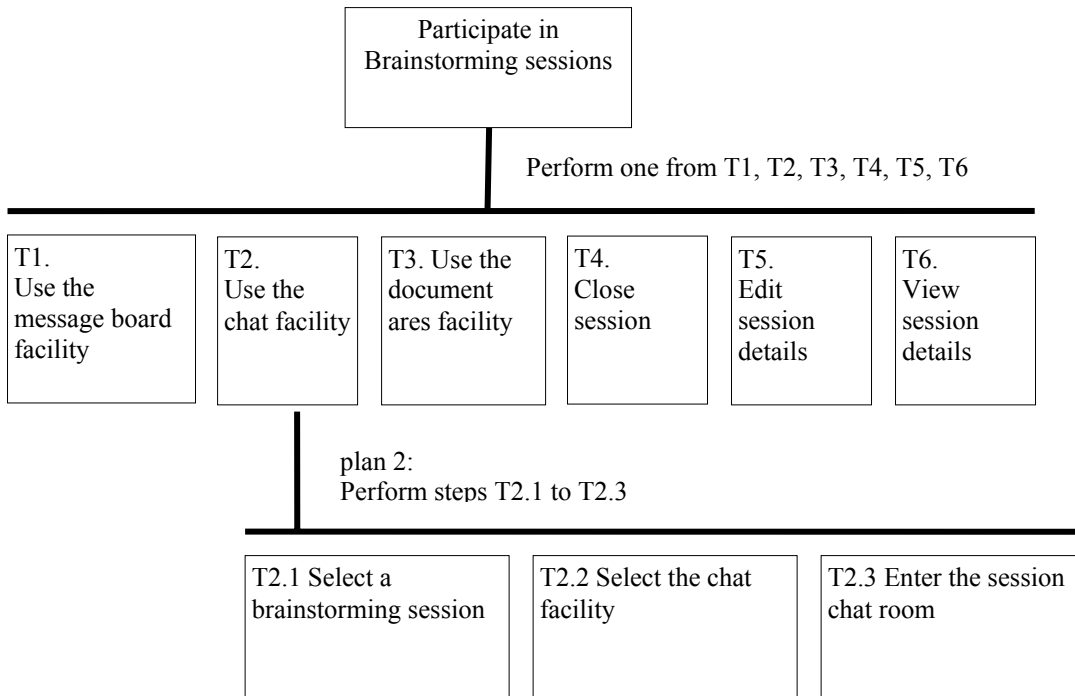 Participate in
Brainstorming sessions
Perform one from T1, T2, T3, T4, T5, T6
T1.
Use the
message board
facility
T2.
Use the
chat facility
T3. Use the
document
ares facility
T4.
Close
session
T5.
Edit
session
details
T6.
View
session
details
plan 2:
Perform steps T2.1 to T2.3
T2.1 Select a
brainstorming session
T2.2 Select the chat
facility
T2.3 Enter the session
chat room